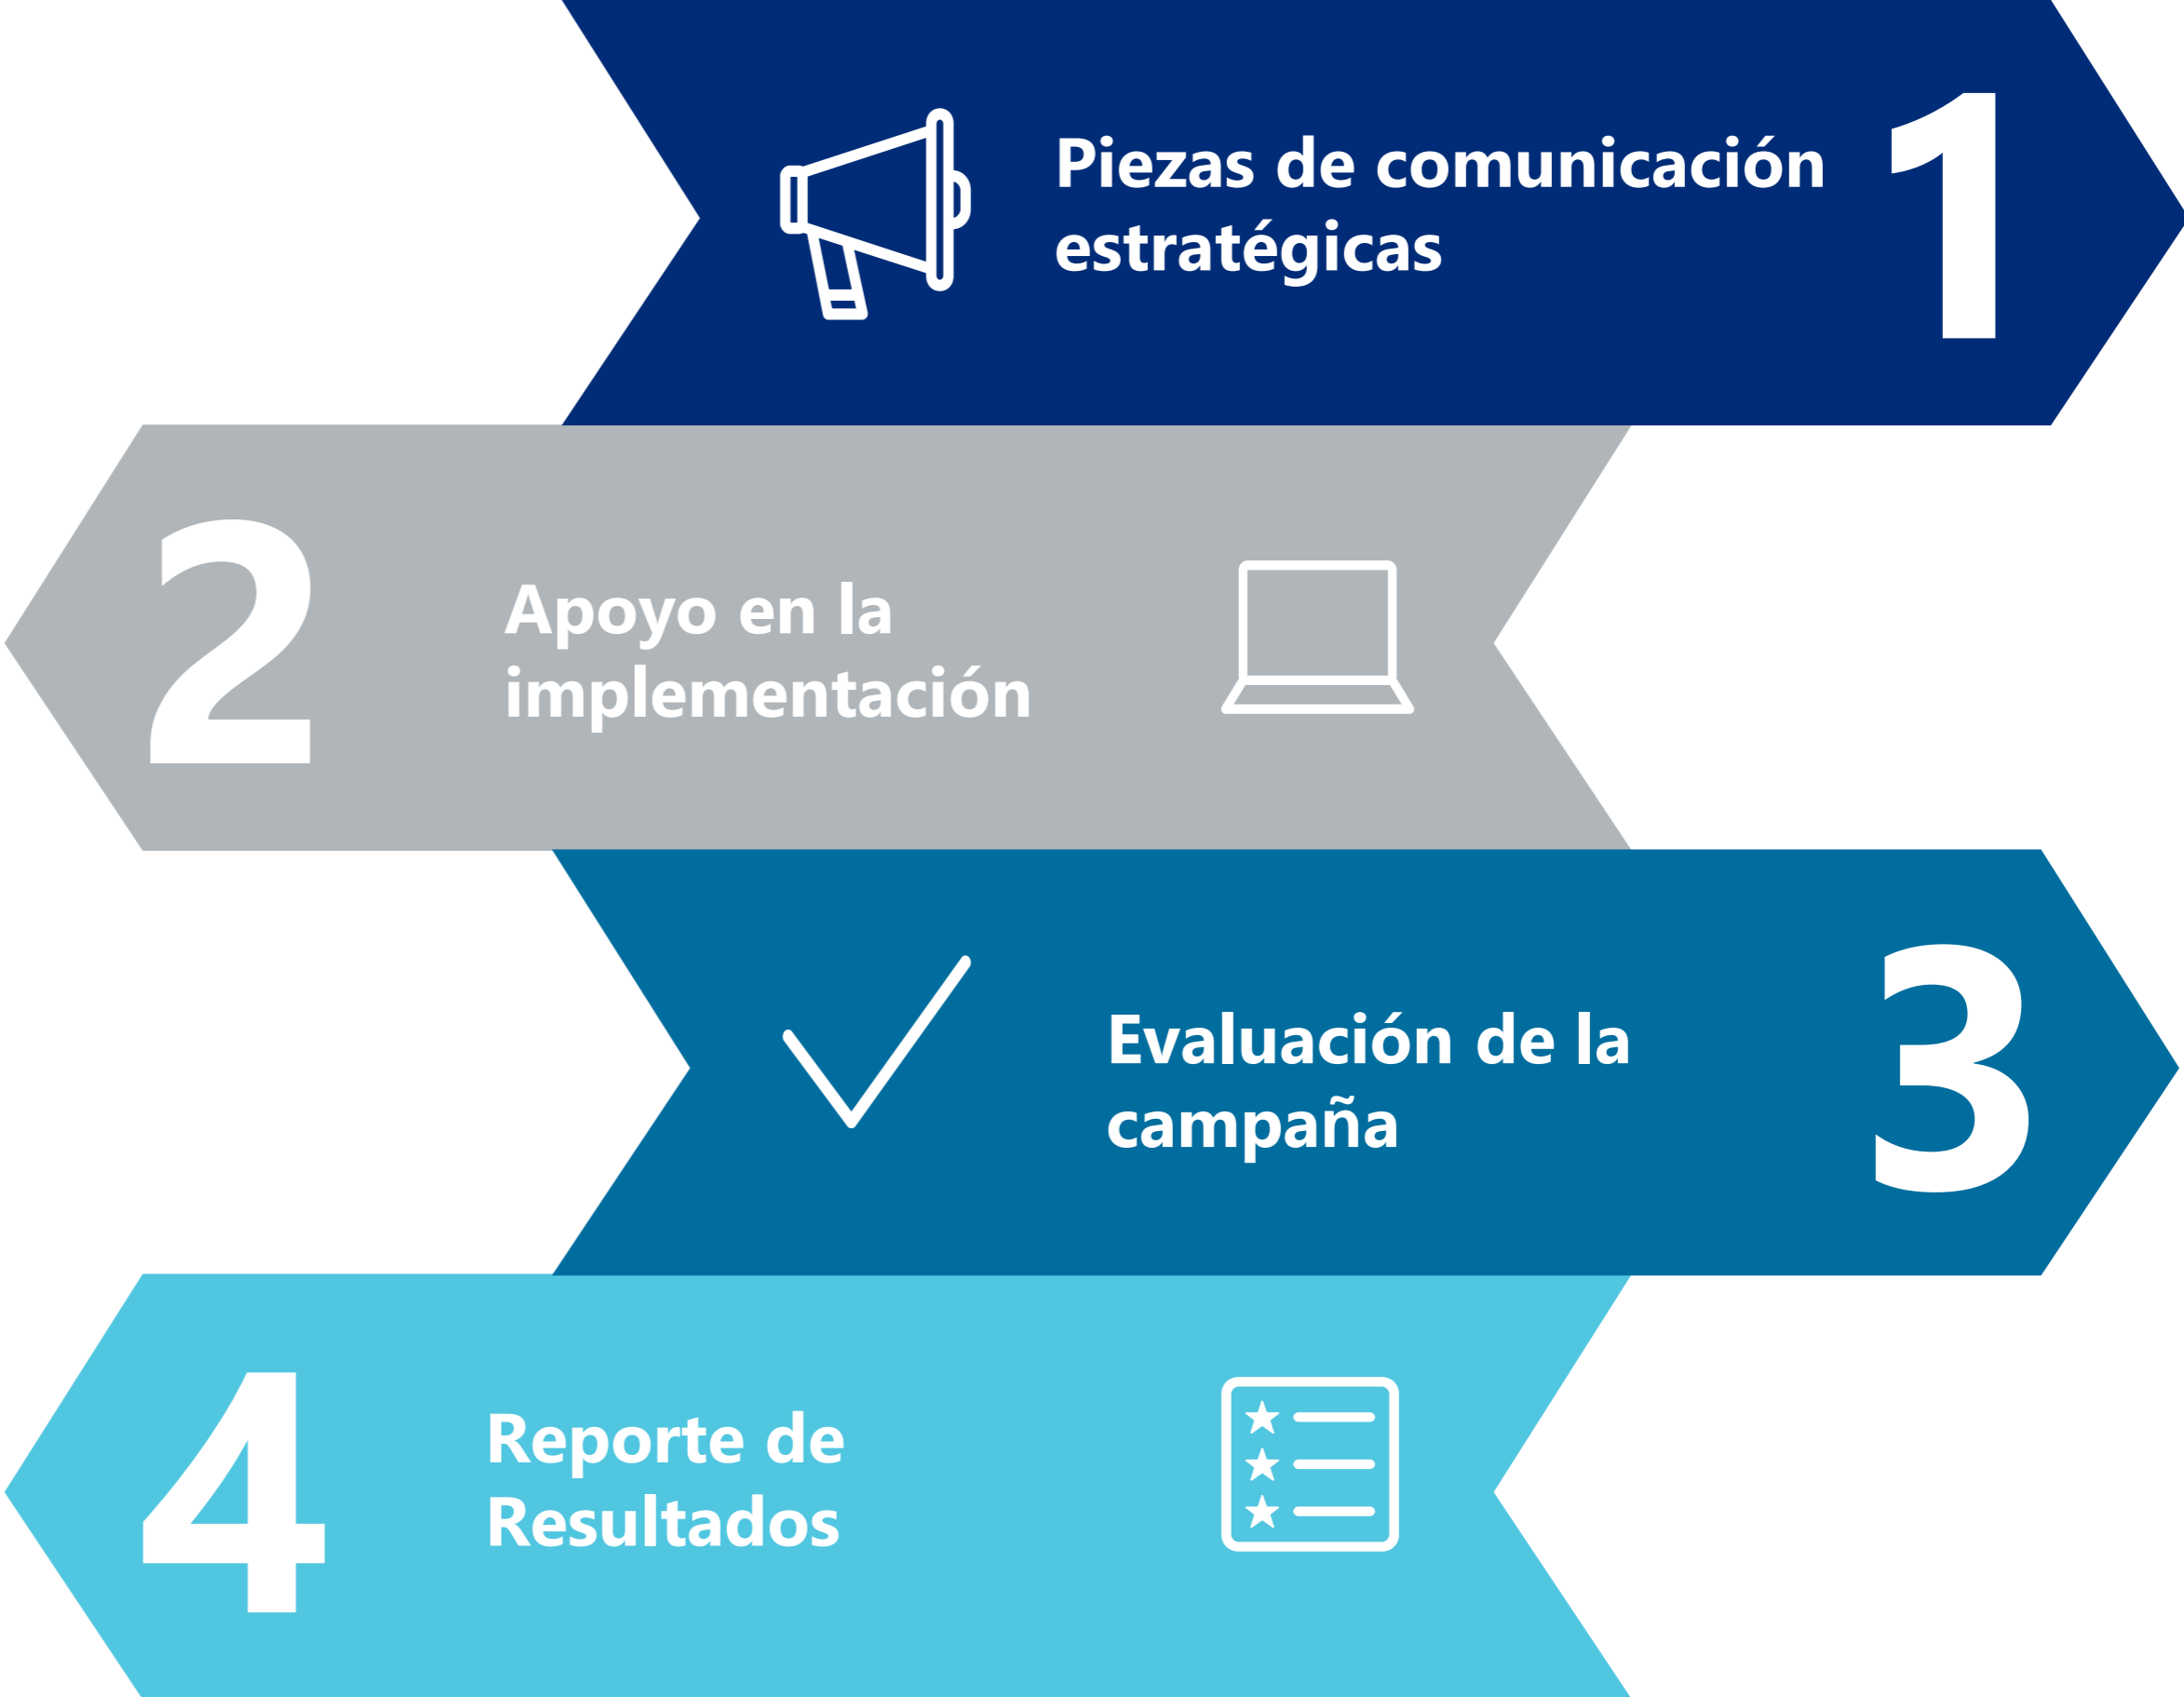 Piezas de comunicación
estratégicas
1
2
Apoyo en la
implementación
Evaluación de la
campaña
3
4
Reporte de
Resultados